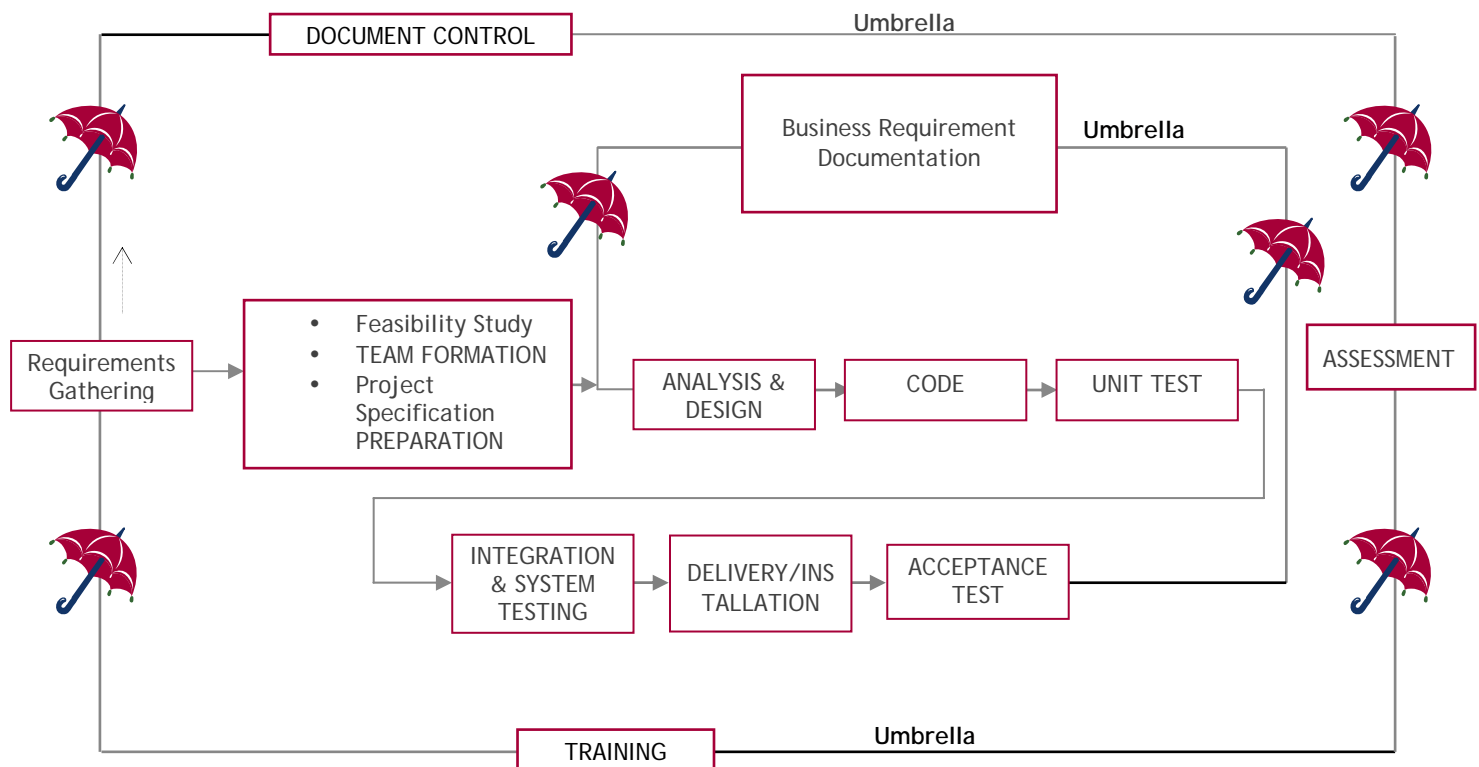 Umbrella
DOCUMENT CONTROL
Business Requirement
Documentation
Umbrella
• Feasibility Study
• TEAM FORMATION
• Project
Specification
PREPARATION
Requirements
Gathering
ANALYSIS &
DESIGN
CODE
UNIT TEST
ASSESSMENT
INTEGRATION
& SYSTEM
TESTING
DELIVERY/INS
TALLATION
ACCEPTANCE
TEST
Umbrella
TRAINING